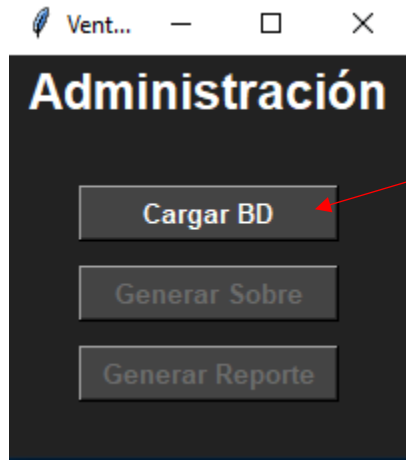 Vent...
Administración
Cargar BD
Generar Sobre
Generar Reporte